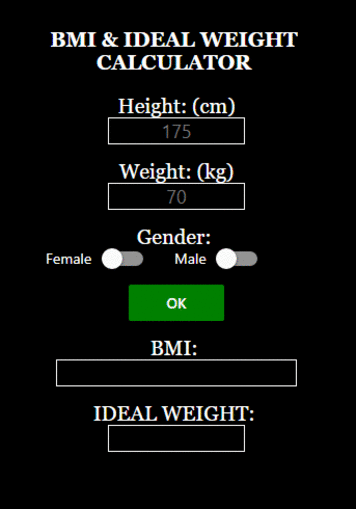 BMI & IDEAL WEIGHT
CALCULATOR
Height: (cm)
175
Weight: (kg)
70
Gender:
Female Male
OK
BMI:
IDEAL WEIGHT: